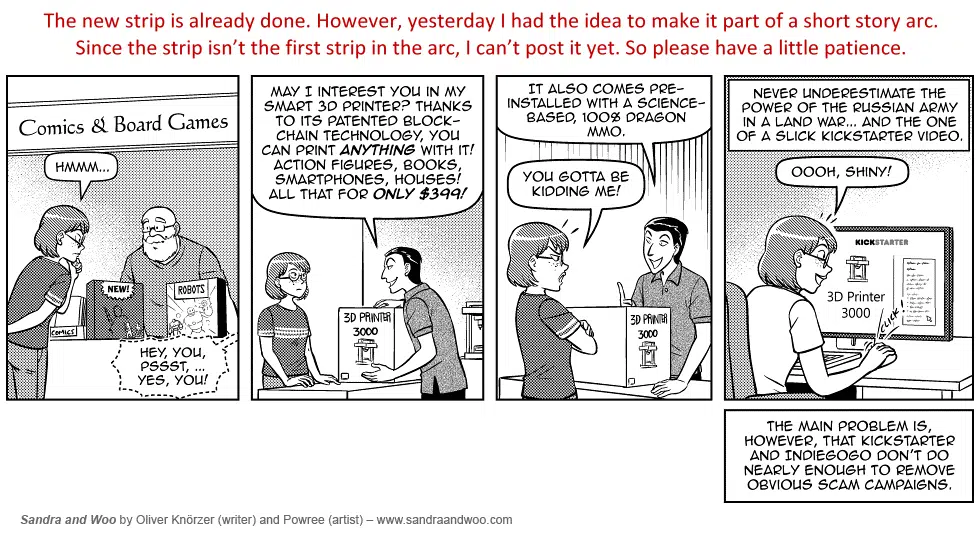 The new strip is already done. However, yesterday I had the idea to make it part of a short story arc.
Since the strip isn't the first strip in the arc, I can't post it yet. So please have a little patience.
Comics & Board Games
HMMM...
NEW!
ROBOTS
COMICS
HEY, YOU,
PSSST, ...
YES, YOU!
MAY I INTEREST YOU IN MY
SMART 3D PRINTER? THANKS
TO ITS PATENTED BLOCK-
CHAIN TECHNOLOGY, YOU
CAN PRINT ANYTHING WITH IT!
ACTION FIGURES, BOOKS,
SMARTPHONES, HOUSES!
ALL THAT FOR ONLY $399!
3D PRINTER
3000
IT ALSO COMES PRE-
INSTALLED WITH A SCIENCE-
BASED, 100% DRAGON
MMO.
YOU GOTTA BE
KIDDING ME!
3D PRINTER
3000
NEVER UNDERESTIMATE THE
POWER OF THE RUSSIAN ARMY
IN A LAND WAR... AND THE ONE
OF A SLICK KICKSTARTER VIDEO.
OOOH, SHINY!
KICKSTARTER
3D Printer
3000
CLICK
THE MAIN PROBLEM IS,
HOWEVER, THAT KICKSTARTER
AND INDIEGOGO DON'T DO
NEARLY ENOUGH TO REMOVE
OBVIOUS SCAM CAMPAIGNS.
Sandra and Woo by Oliver Knörzer (writer) and Powree (artist) – www.sandraandwoo.com